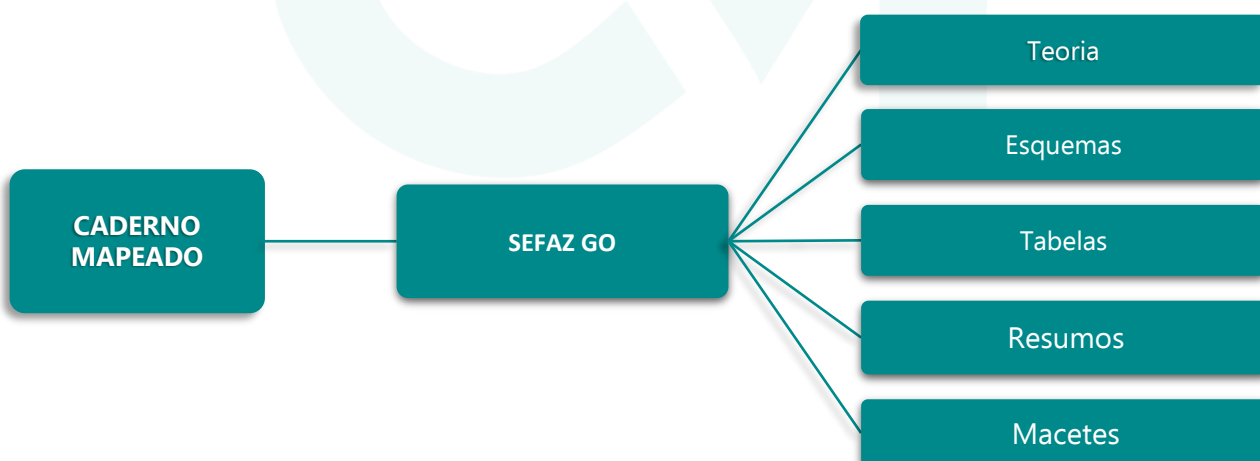 CADERNO
MAPEADO
SEFAZ GO
Teoria
Esquemas
Tabelas
Resumos
Macetes